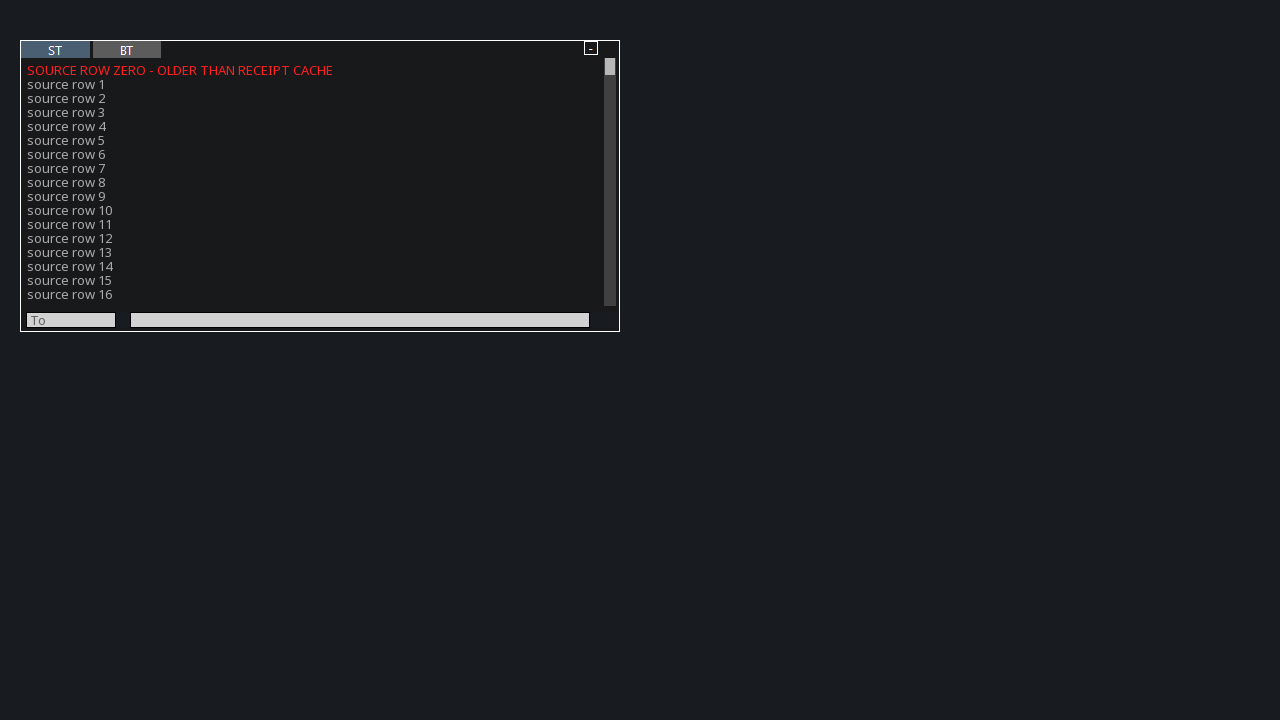 ST BT -
SOURCE ROW ZERO - OLDER THAN RECEIPT CACHE
source row 1
source row 2
source row 3
source row 4
source row 5
source row 6
source row 7
source row 8
source row 9
source row 10
source row 11
source row 12
source row 13
source row 14
source row 15
source row 16
To